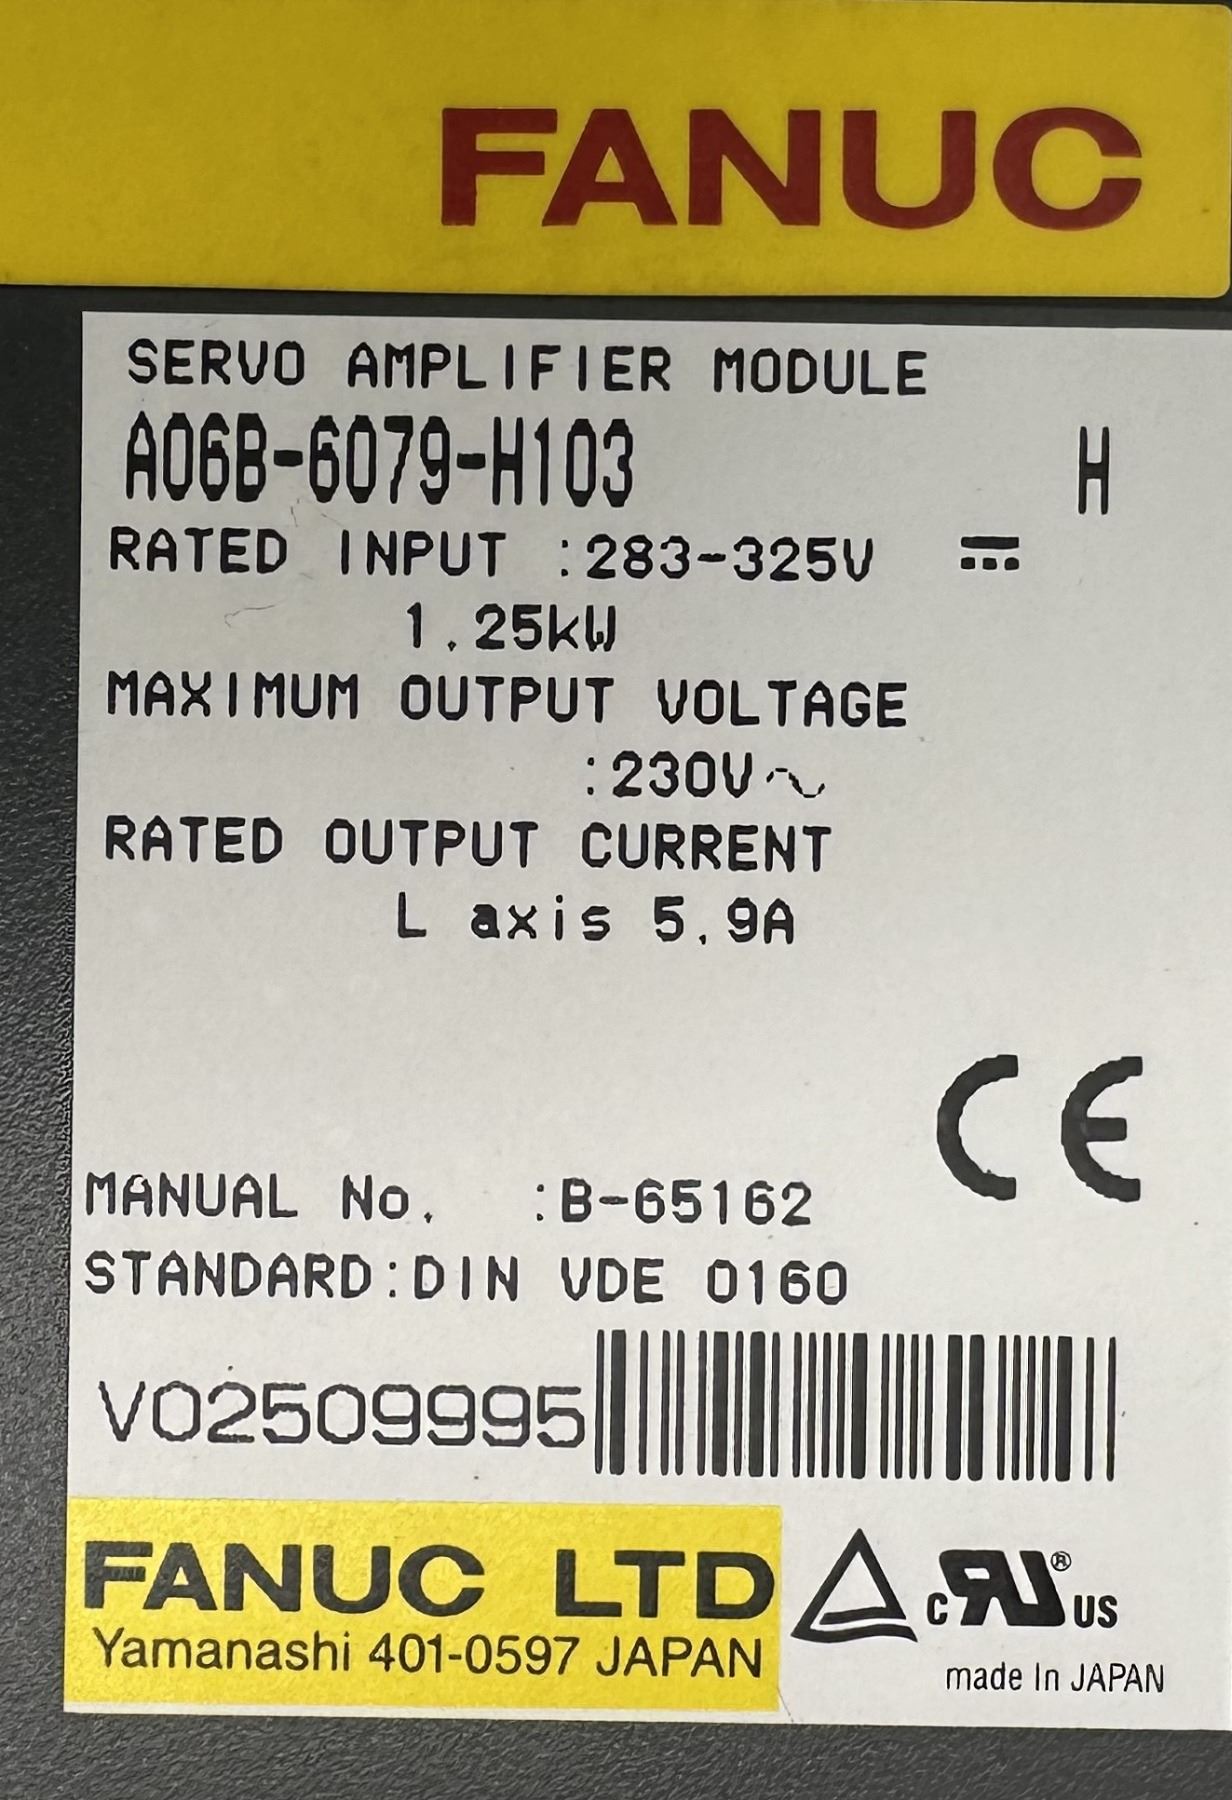 FANUC
SERVO AMPLIFIER MODULE
A06B-6079-H103 H
RATED INPUT :283-325V ⎓
1.25kW
MAXIMUM OUTPUT VOLTAGE
:230V~
RATED OUTPUT CURRENT
L axis 5.9A
CE
MANUAL No. :B-65162
STANDARD:DIN VDE 0160
V02509995
FANUC LTD
Yamanashi 401-0597 JAPAN
c RU ® US
made In JAPAN